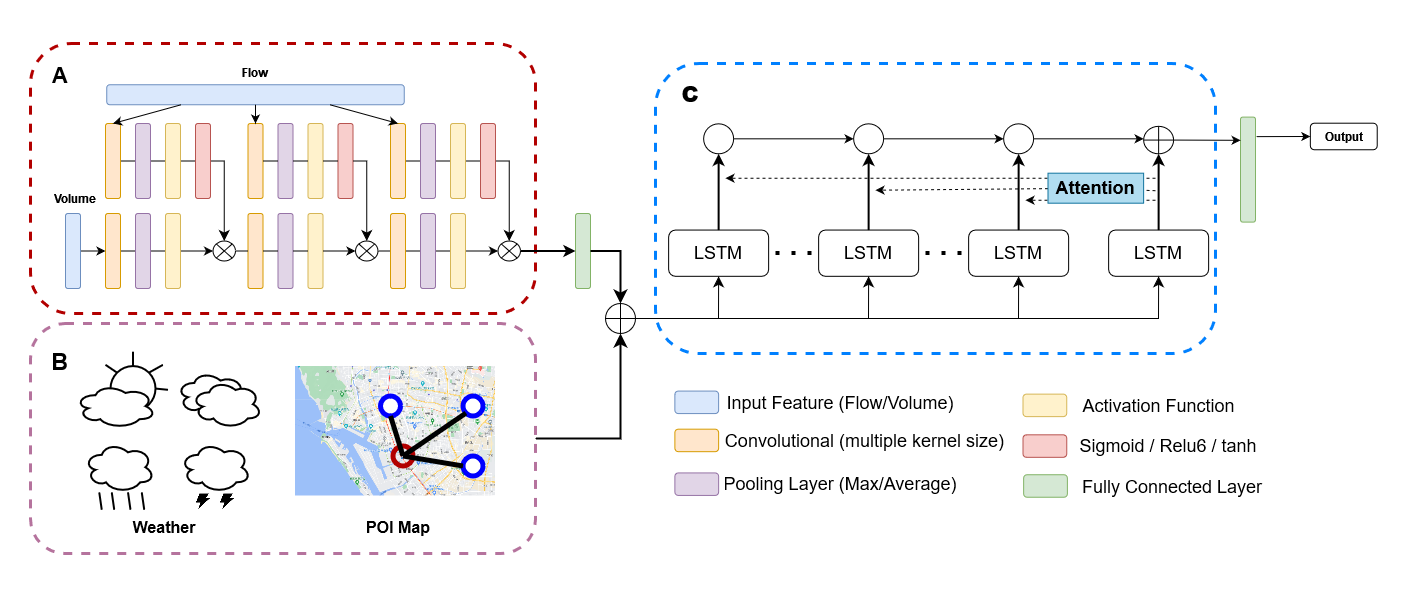 A
Flow
Volume
B
Weather
POI Map
C
Attention
LSTM
. . .
LSTM
. . .
LSTM
LSTM
Output
Input Feature (Flow/Volume)
Convolutional (multiple kernel size)
Pooling Layer (Max/Average)
Activation Function
Sigmoid / Relu6 / tanh
Fully Connected Layer